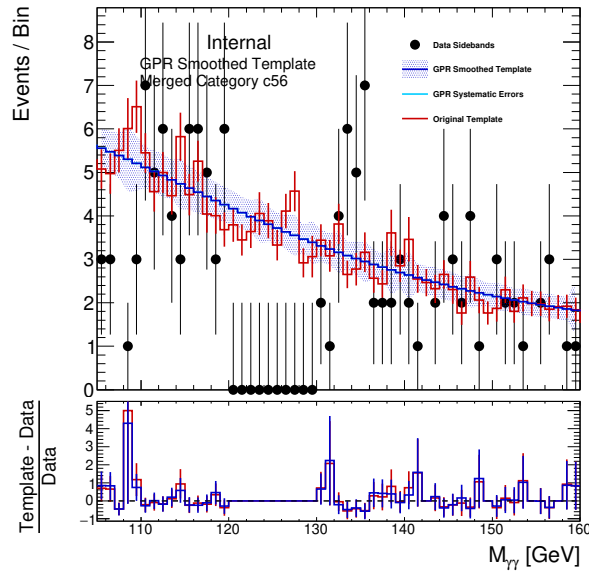 Events / Bin
Internal
GPR Smoothed Template
Merged Category c56
Data Sidebands
GPR Smoothed Template
GPR Systematic Errors
Original Template
8
7
6
5
4
3
2
1
0
Template - Data
Data
5
4
3
2
1
0
−1
110 120 130 140 150 160
Mγγ [GeV]